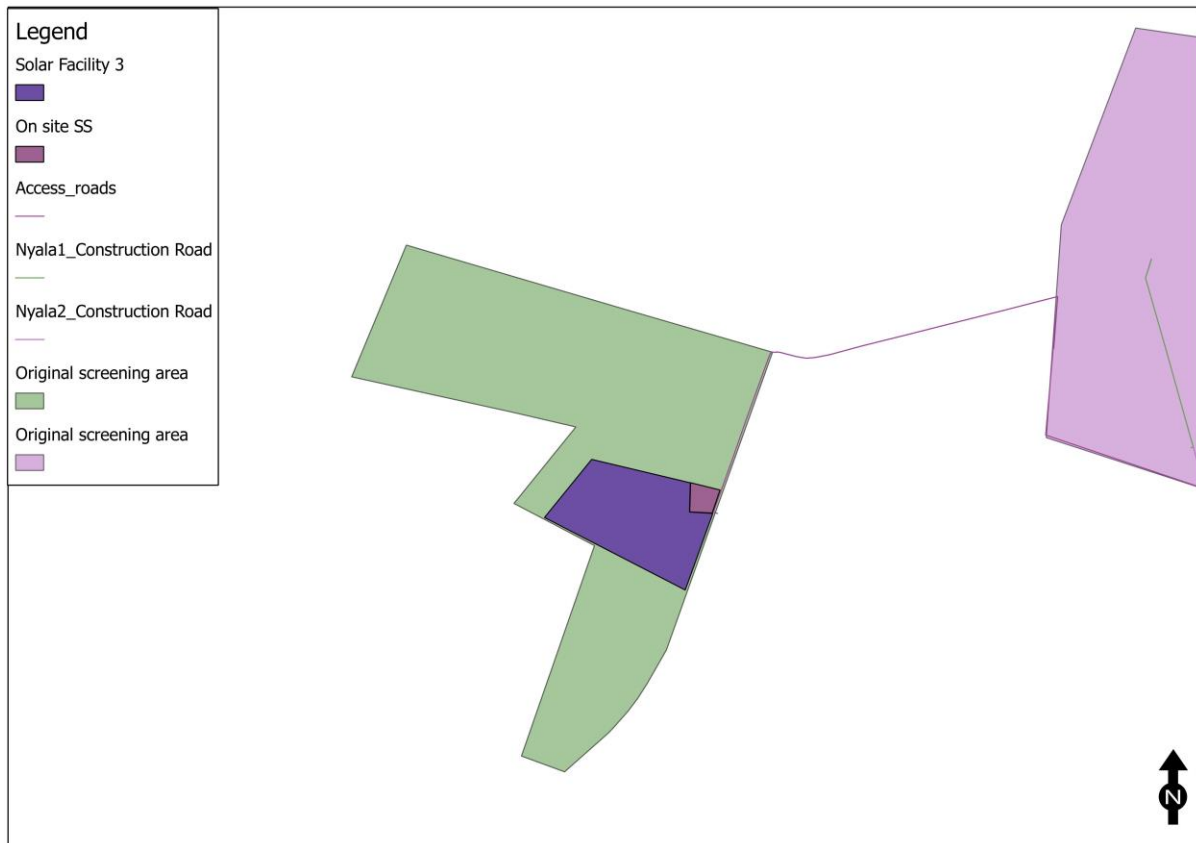 Legend
Solar Facility 3
On site SS
Access_roads
Nyala1_Construction Road
Nyala2_Construction Road
Original screening area
Original screening area
N